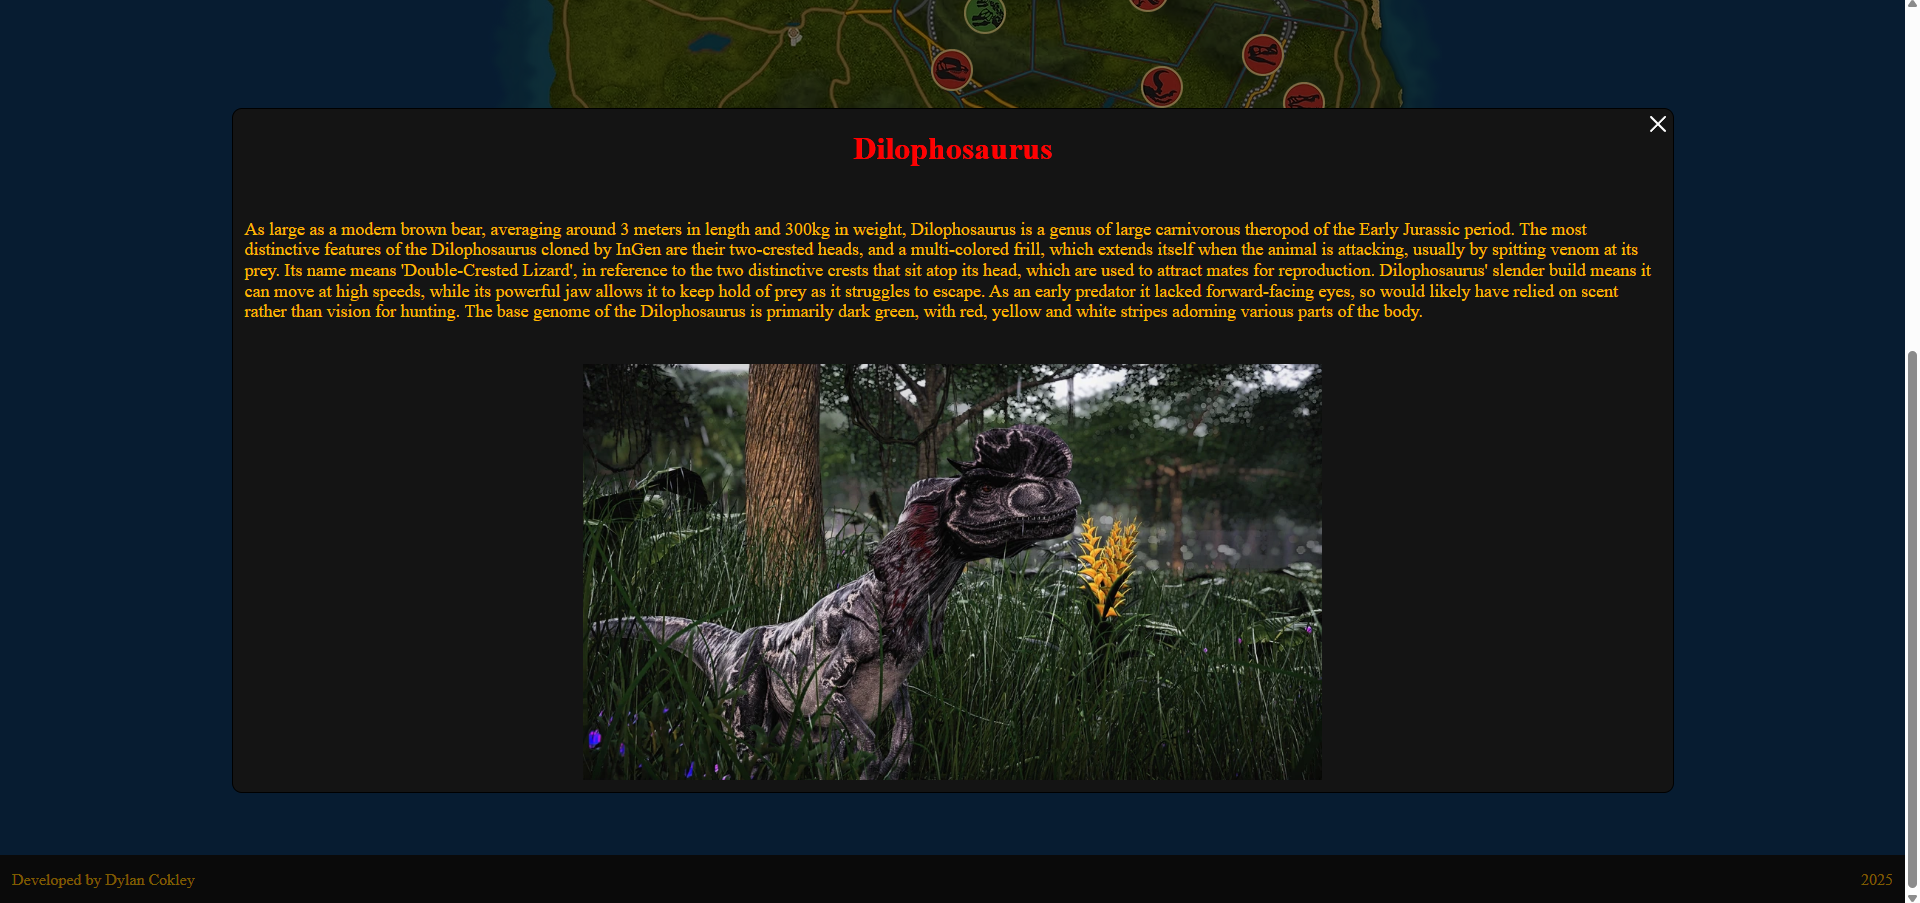 Dilophosaurus
As large as a modern brown bear, averaging around 3 meters in length and 300kg in weight, Dilophosaurus is a genus of large carnivorous theropod of the Early Jurassic period. The most
distinctive features of the Dilophosaurus cloned by InGen are their two-crested heads, and a multi-colored frill, which extends itself when the animal is attacking, usually by spitting venom at its
prey. Its name means 'Double-Crested Lizard', in reference to the two distinctive crests that sit atop its head, which are used to attract mates for reproduction. Dilophosaurus' slender build means it
can move at high speeds, while its powerful jaw allows it to keep hold of prey as it struggles to escape. As an early predator it lacked forward-facing eyes, so would likely have relied on scent
rather than vision for hunting. The base genome of the Dilophosaurus is primarily dark green, with red, yellow and white stripes adorning various parts of the body.
Developed by Dylan Cokley
2025